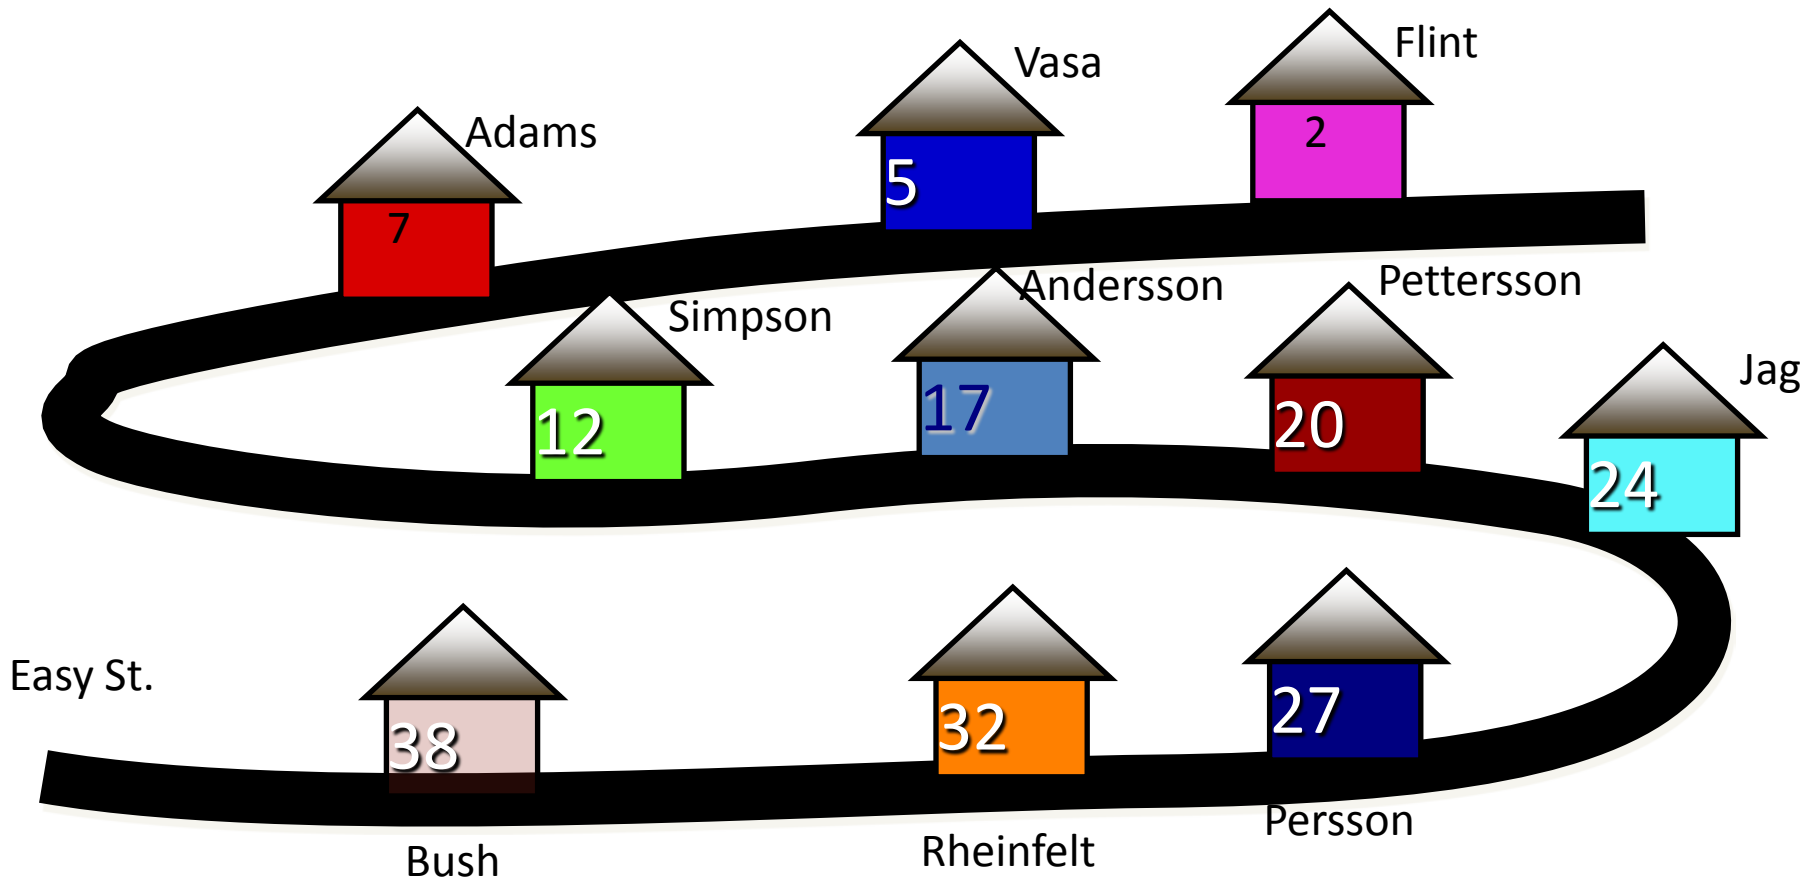 Flint
Vasa
Adams
2
5
7
Andersson
Pettersson
Simpson
Jag
17
20
12
24
Easy St.
27
32
38
Persson
Rheinfelt
Bush